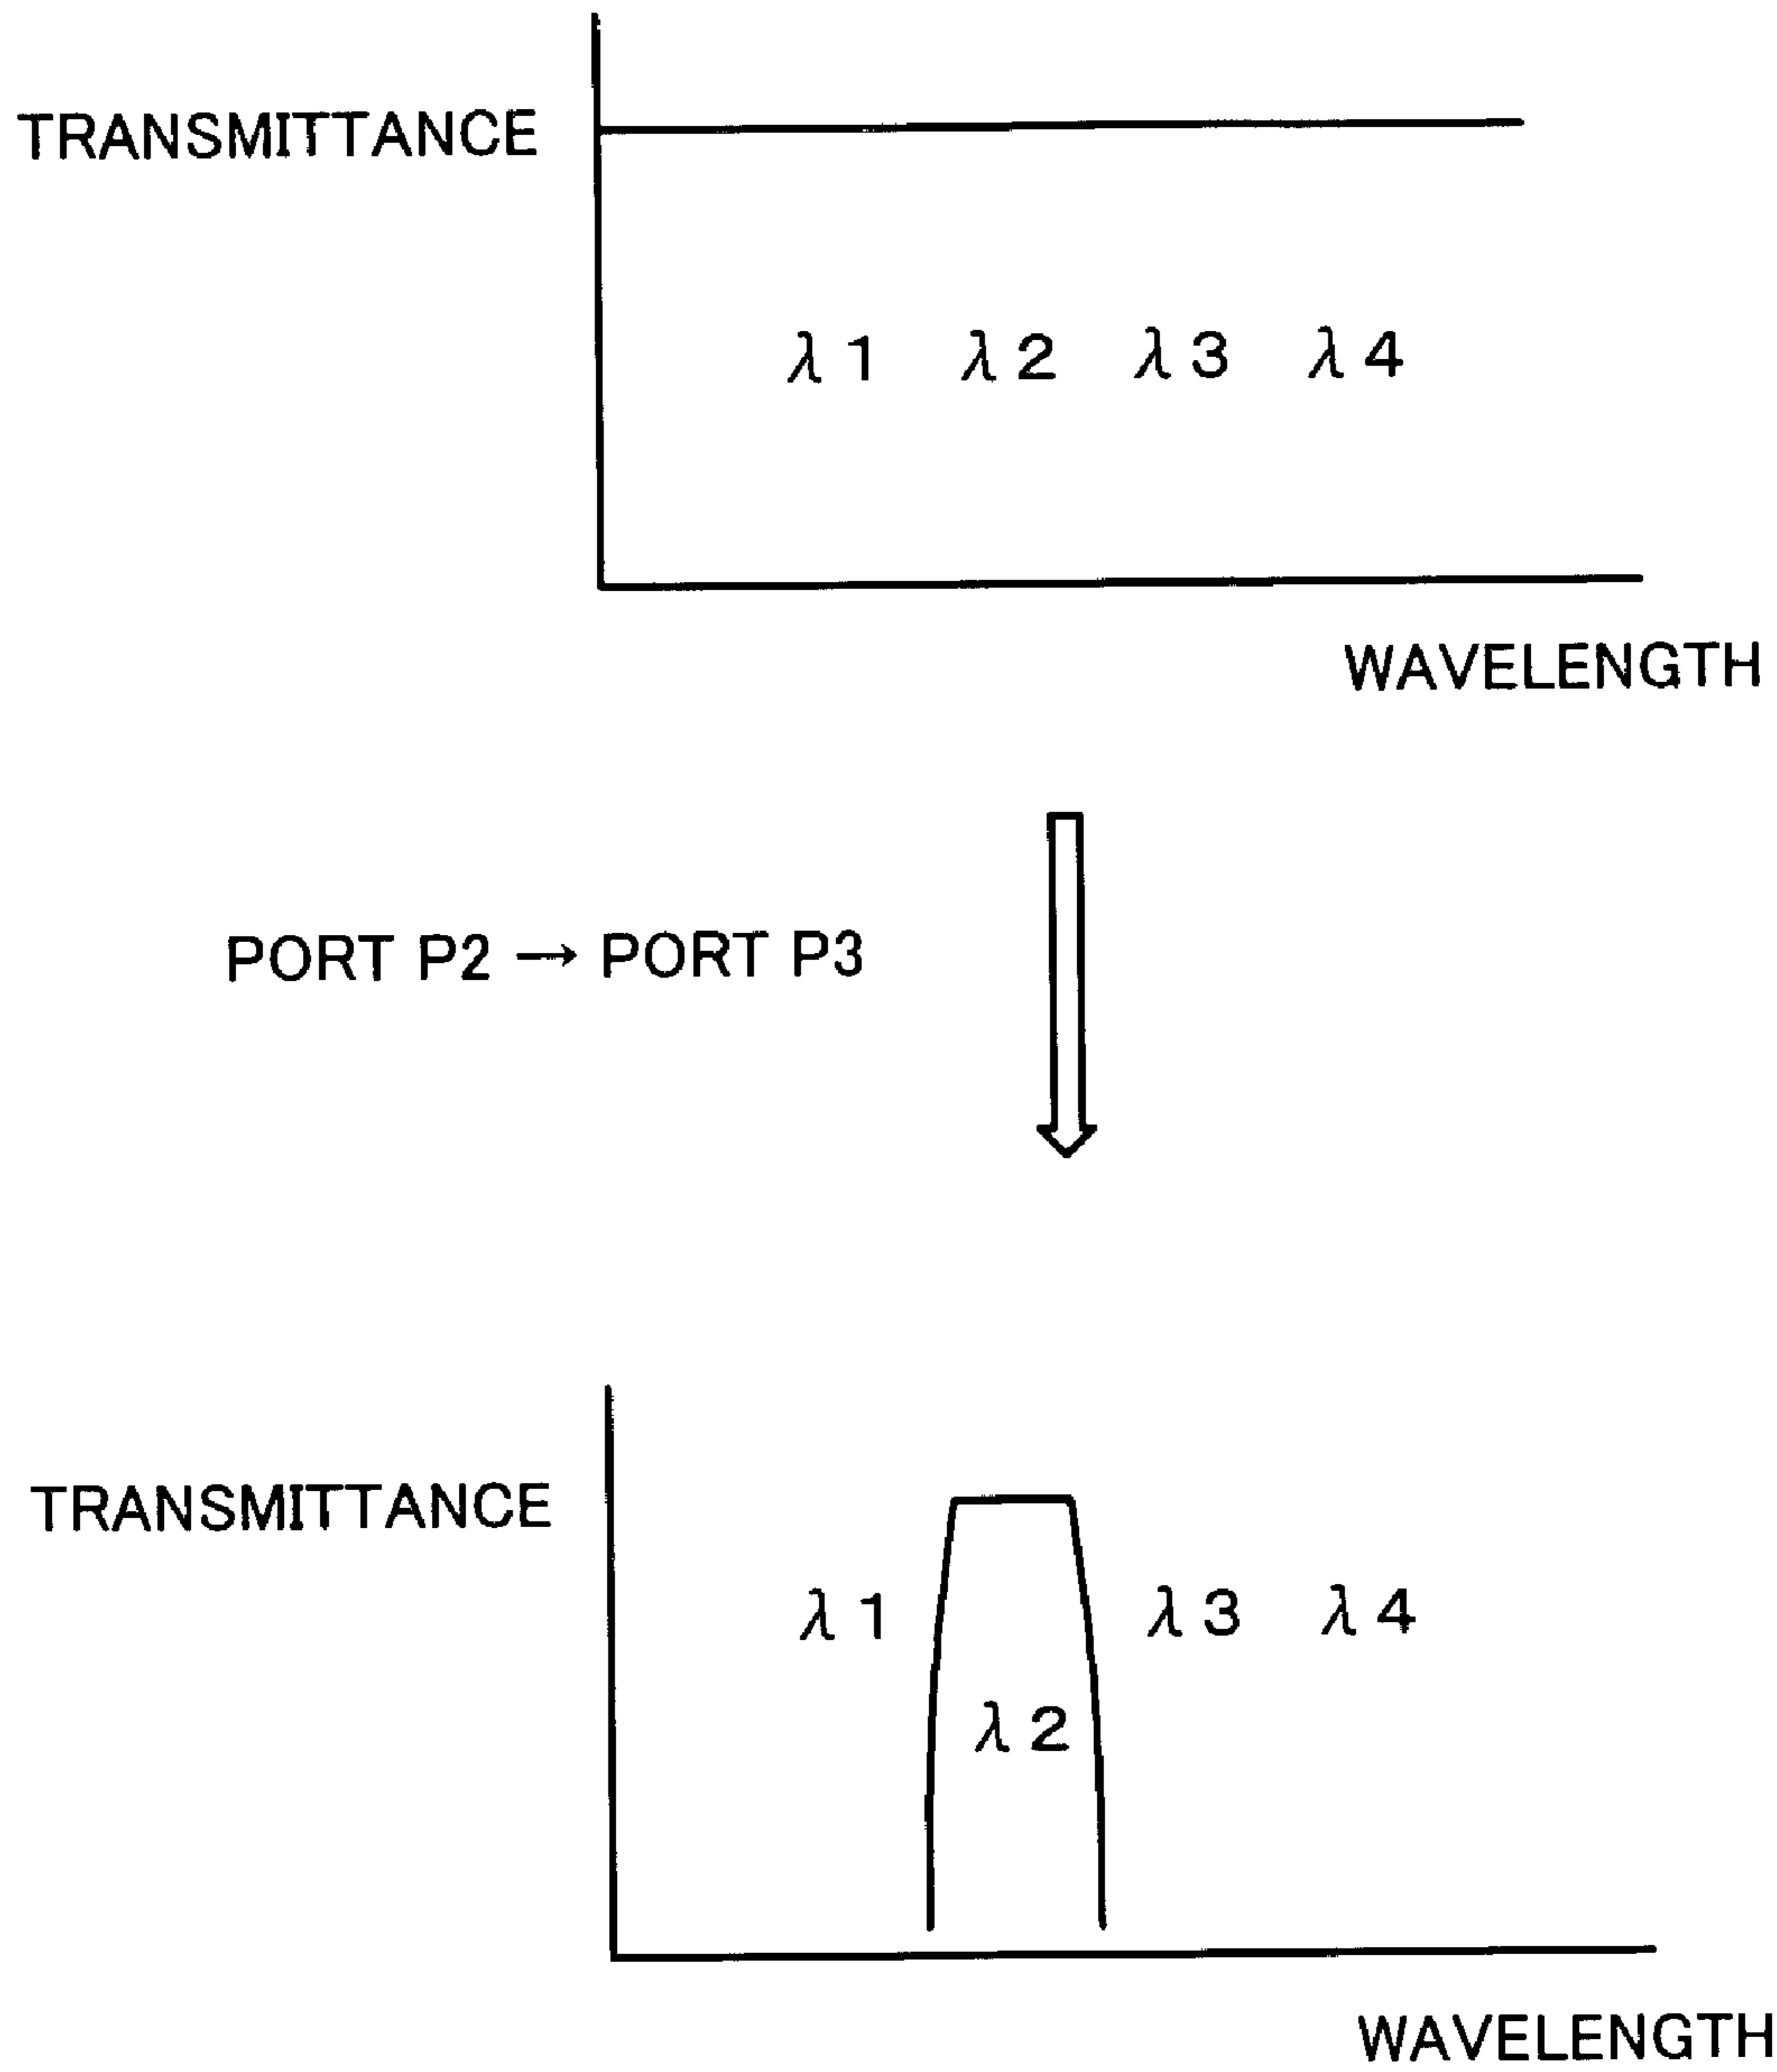 TRANSMITTANCE
λ1 λ2 λ3 λ4
WAVELENGTH
PORT P2 → PORT P3
TRANSMITTANCE
λ1 λ3 λ4
λ2
WAVELENGTH